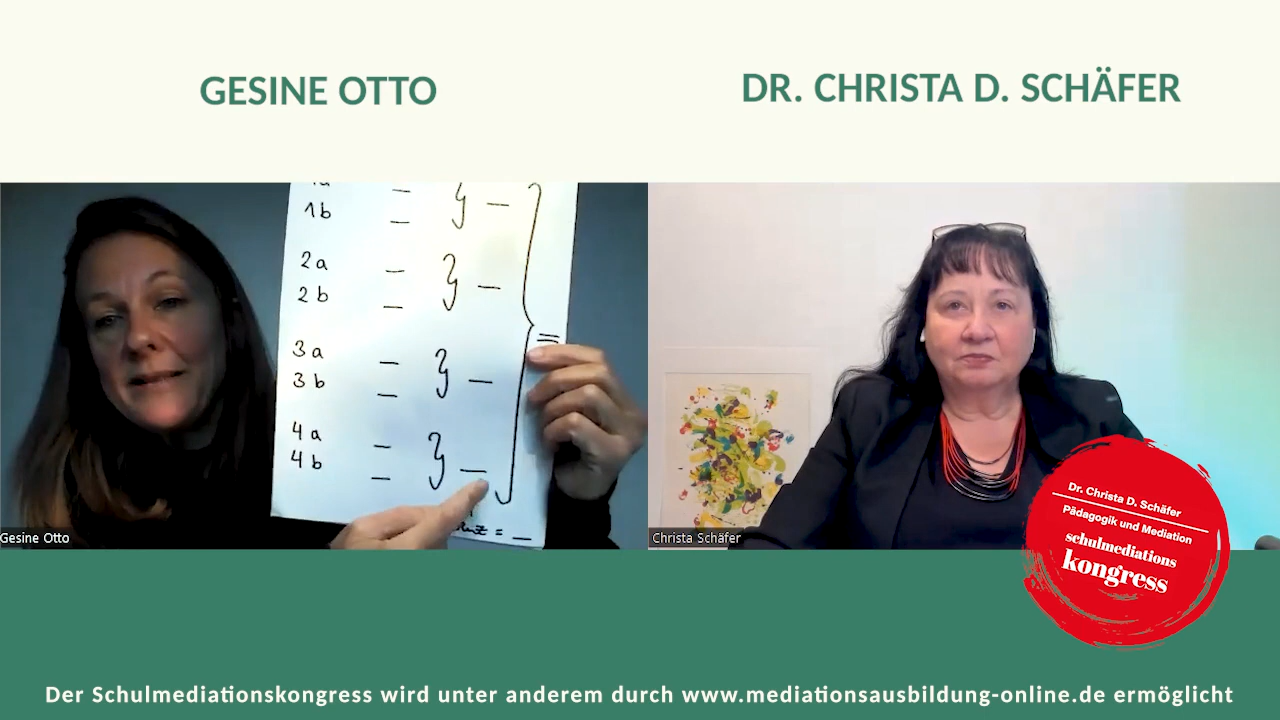 GESINE OTTO
DR. CHRISTA D. SCHÄFER
1b
2a
2b
3a
3b
4a
4b
Gesine Otto
Christa Schäfer
Dr. Christa D. Schäfer
Pädagogik und Mediation
schulmediations
kongress
Der Schulmediationskongress wird unter anderem durch www.mediationsausbildung-online.de ermöglicht